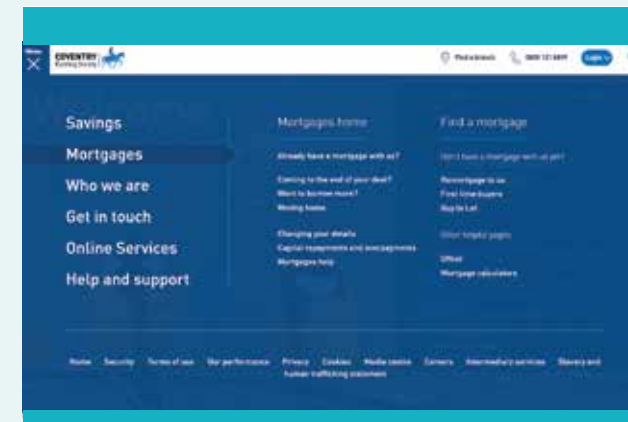 Menu
COVENTRY
Building Society
Find a branch
0800 121 8899
Login
Savings
Mortgages
Who we are
Get in touch
Online Services
Help and support
Mortgages home
Already have a mortgage with us?
Coming to the end of your deal?
Want to borrow more?
Moving home
Changing your details
Capital repayments and overpayments
Mortgages help
Find a mortgage
Don't have a mortgage with us yet?
Remortgage to us
First time buyers
Buy to Let
Other helpful pages
Offset
Mortgage calculators
Home Security Terms of use Our performance Privacy Cookies Media centre Careers Intermediary services Slavery and
human trafficking statement